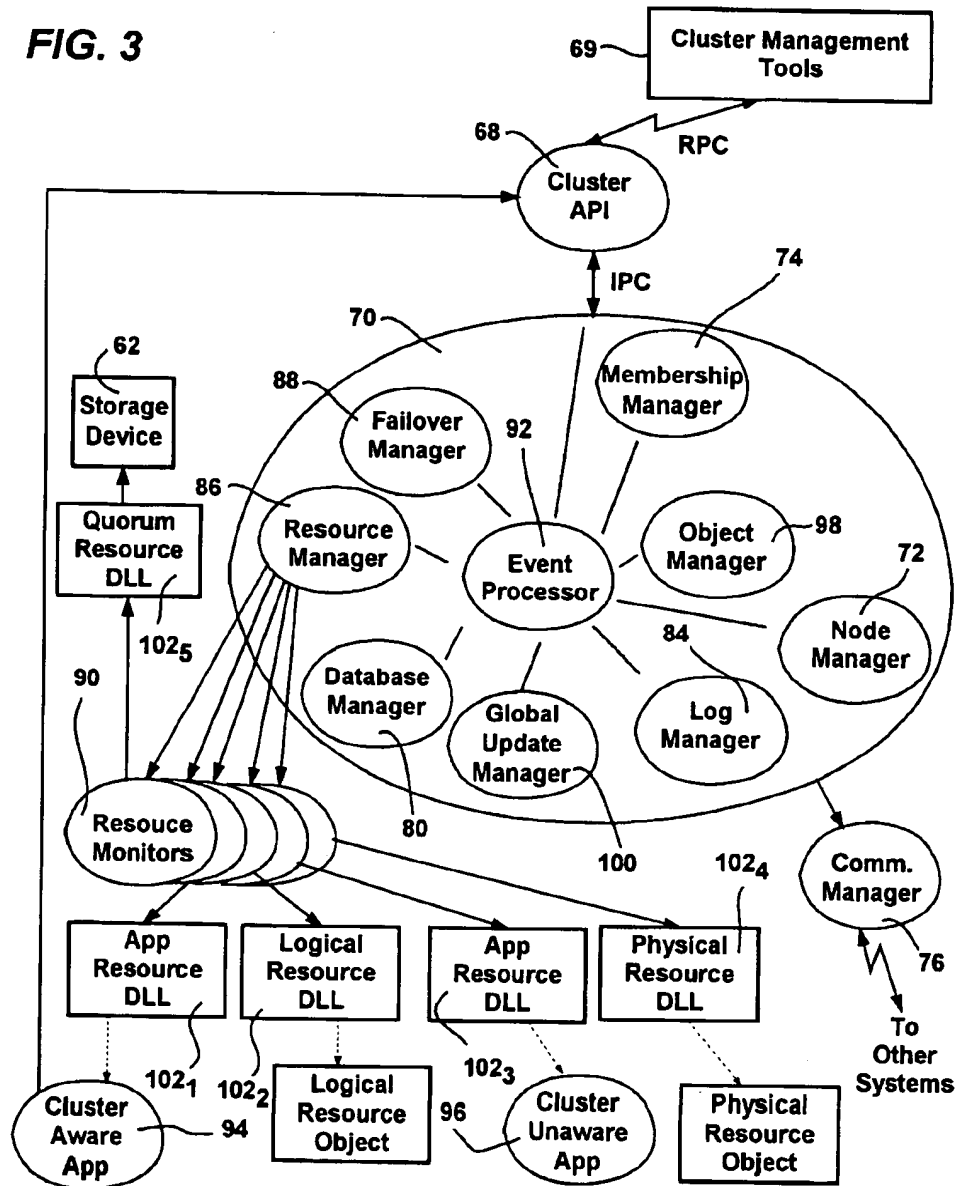 FIG. 3
69
Cluster Management
Tools
RPC
68
Cluster
API
IPC
74
70
62
Storage
Device
88
Failover
Manager
92
Membership
Manager
86
Resource
Manager
Quorum
Resource
DLL
102₅
Event
Processor
Object
Manager
98
72
Node
Manager
84
Log
Manager
90
Database
Manager
Global
Update
Manager
80
100
Resouce
Monitors
Comm.
Manager
76
102₄
App
Resource
DLL
Logical
Resource
DLL
App
Resource
DLL
Physical
Resource
DLL
To
Other
Systems
102₁
102₂
102₃
Cluster
Aware
App
94
Logical
Resource
Object
96
Cluster
Unaware
App
Physical
Resource
Object